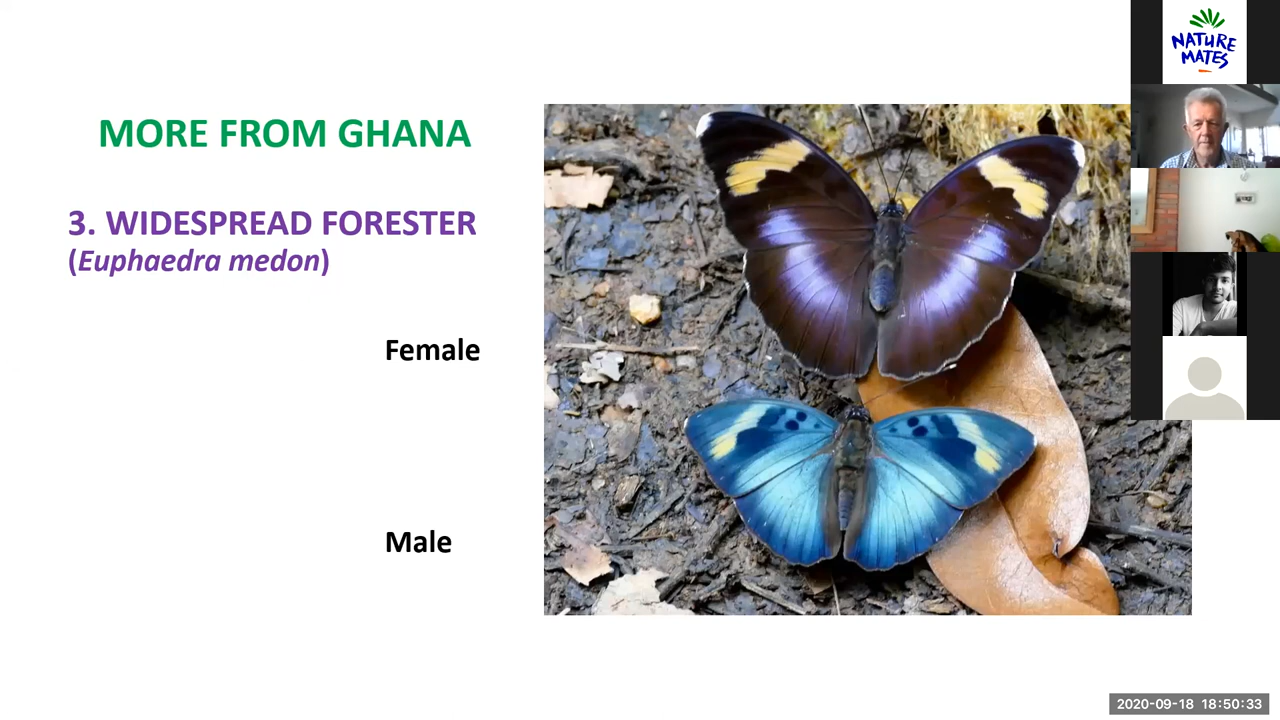 MORE FROM GHANA
3. WIDESPREAD FORESTER
(Euphaedra medon)
Female
Male
NATURE
MATES
2020-09-18 18:50:33